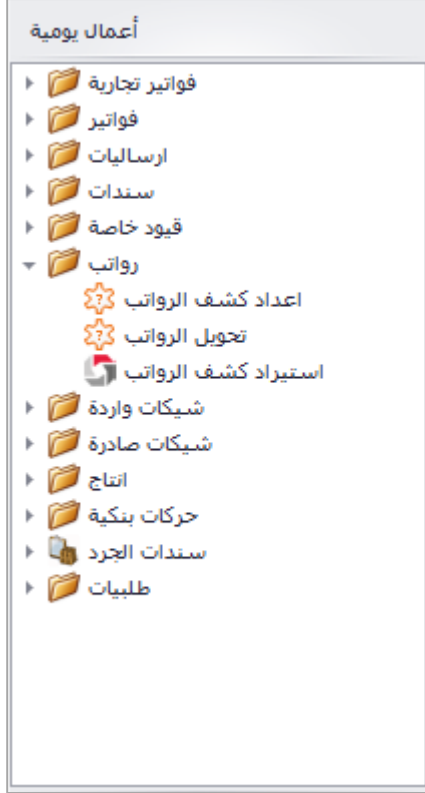 أعمال يومية
فواتير تجارية
فواتير
ارساليات
سندات
قيود خاصة
رواتب
اعداد كشف الرواتب
تحويل الرواتب
استيراد كشف الرواتب
شيكات واردة
شيكات صادرة
انتاج
حركات بنكية
سندات الجرد
طلبيات